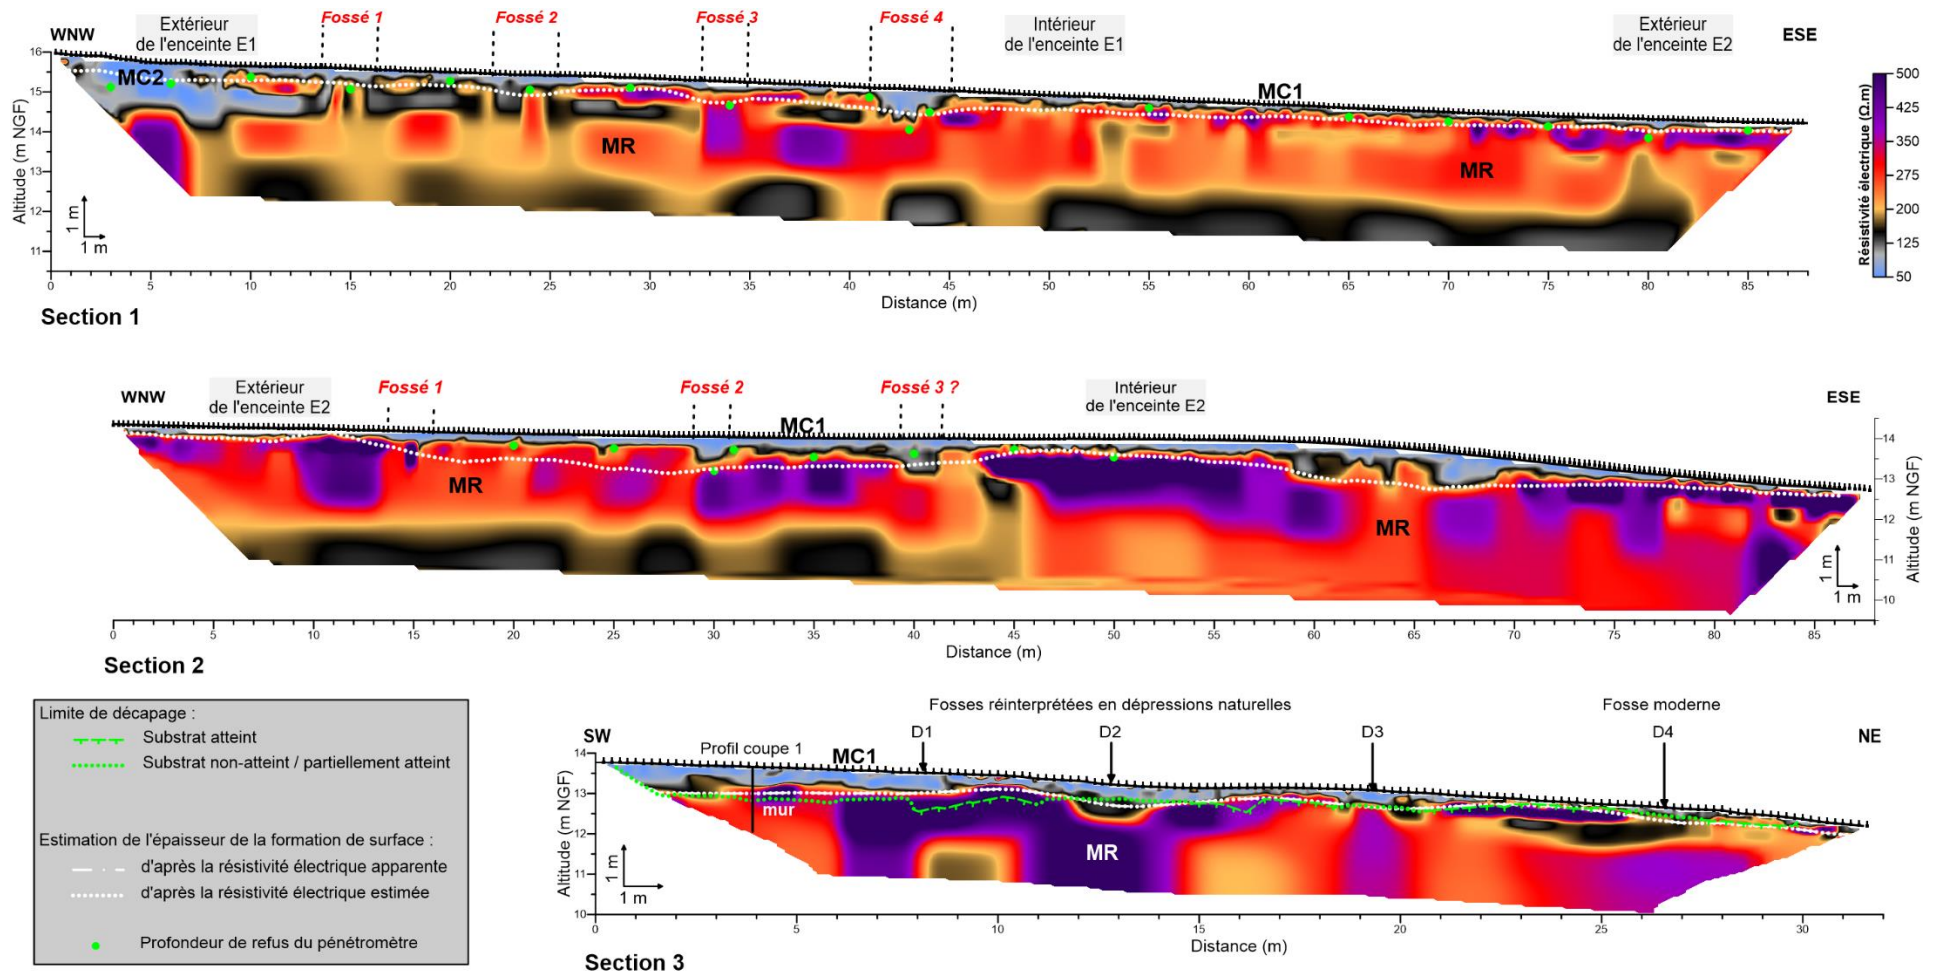 Fossé 1
Fossé 2
Fossé 3
Fossé 4
Extérieur
de l'enceinte E1
Intérieur
de l'enceinte E1
Extérieur
de l'enceinte E2
WNW
ESE
MC2
MC1
MR
MR
Altitude (m NGF)
16
15
14
13
12
11
1 m
1 m
0 5 10 15 20 25 30 35 40 45 50 55 60 65 70 75 80 85
Distance (m)
Section 1
Résistivité électrique (Ω.m)
500
425
350
275
200
125
50
Extérieur
de l'enceinte E2
Fossé 1
Fossé 2
Fossé 3 ?
Intérieur
de l'enceinte E2
WNW
ESE
MC1
MR
MR
14
13
12
11
10
Altitude (m NGF)
1 m
1 m
0 5 10 15 20 25 30 35 40 45 50 55 60 65 70 75 80 85
Distance (m)
Section 2
Limite de décapage :
Substrat atteint
Substrat non-atteint / partiellement atteint
Estimation de l'épaisseur de la formation de surface :
d'après la résistivité électrique apparente
d'après la résistivité électrique estimée
Profondeur de refus du pénétromètre
Fosses réinterprétées en dépressions naturelles
Fosse moderne
SW
Profil coupe 1
MC1
D1
D2
D3
D4
NE
mur
MR
Altitude (m NGF)
14
13
12
11
10
1 m
1 m
0 5 10 15 20 25 30
Distance (m)
Section 3